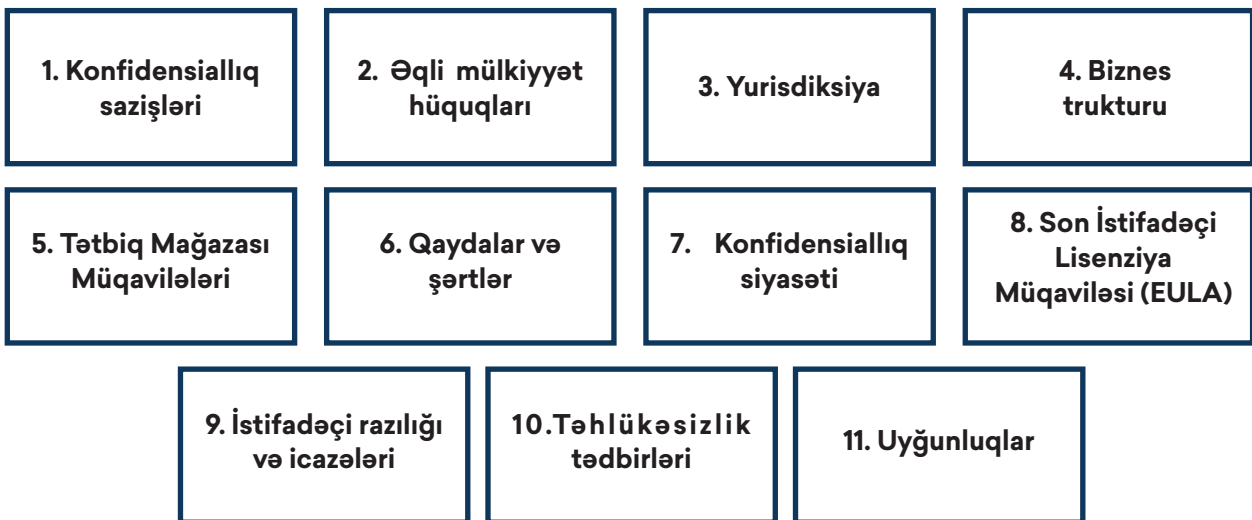 1. Konfidensiallıq
sazişləri
2. Əqli mülkiyyət
hüquqları
3. Yurisdiksiya
4. Biznes
trukturu
5. Tətbiq Mağazası
Müqavilələri
6. Qaydalar və
şərtlər
7. Konfidensiallıq
siyasəti
8. Son İstifadəçi
Lisenziya
Müqaviləsi (EULA)
9. İstifadəçi razılığı
və icazələri
10.Təhlükəsizlik
tədbirləri
11. Uyğunluqlar